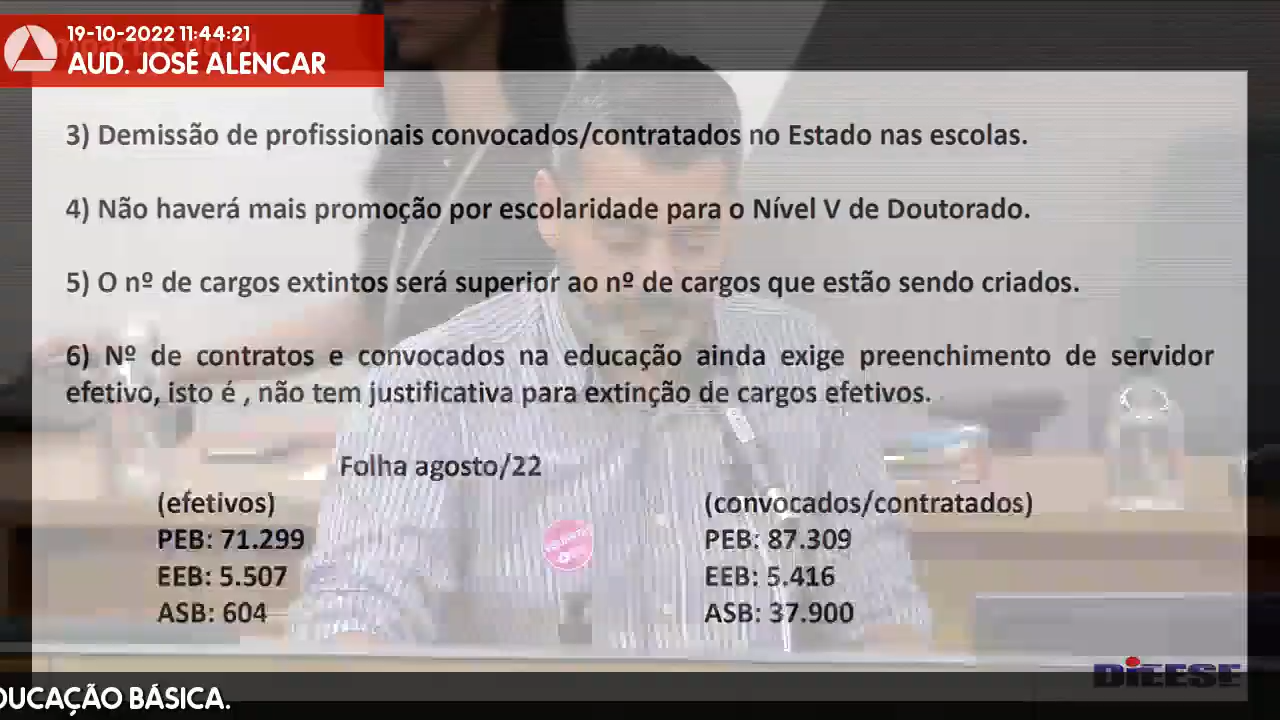 19-10-2022 11:44:21
AUD. JOSÉ ALENCAR
3) Demissão de profissionais convocados/contratados no Estado nas escolas.
4) Não haverá mais promoção por escolaridade para o Nível V de Doutorado.
5) O nº de cargos extintos será superior ao nº de cargos que estão sendo criados.
6) Nº de contratos e convocados na educação ainda exige preenchimento de servidor
efetivo, isto é , não tem justificativa para extinção de cargos efetivos.
Folha agosto/22
(efetivos) (convocados/contratados)
PEB: 71.299 PEB: 87.309
EEB: 5.507 EEB: 5.416
ASB: 604 ASB: 37.900
DIEESE
DUCAÇÃO BÁSICA.